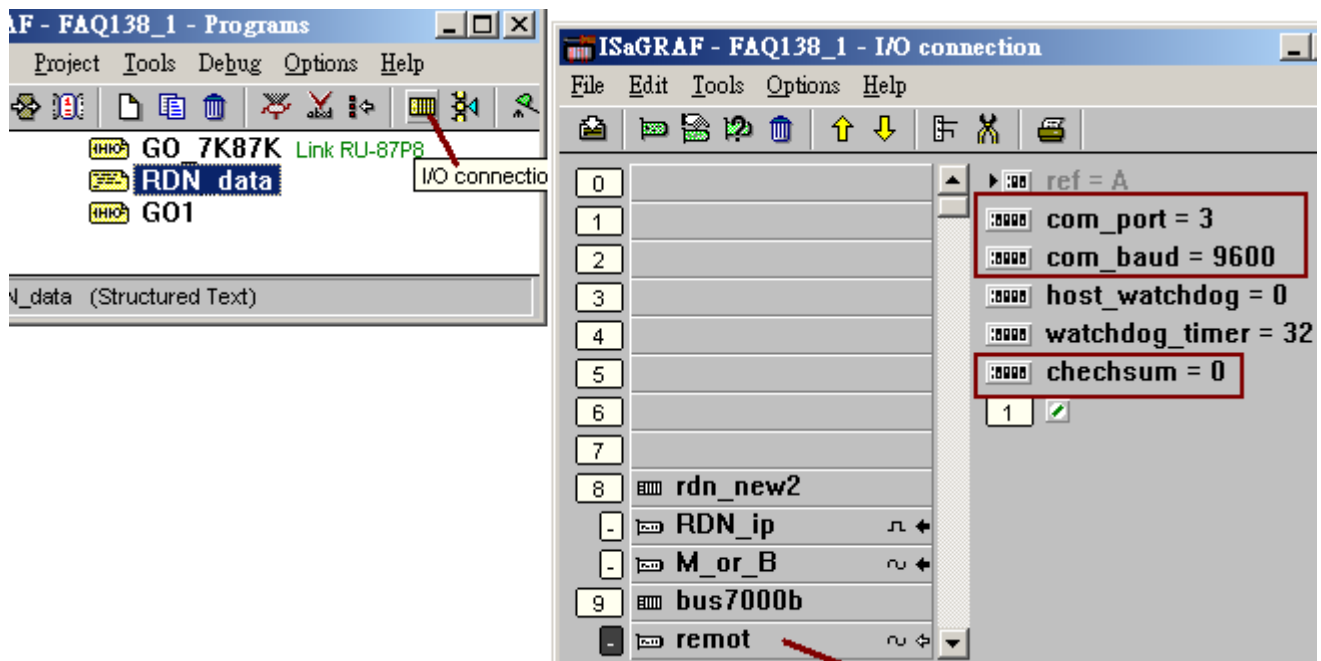 AF - FAQ138_1 - Programs
Project Tools Debug Options Help
GO_7K87K Link RU-87P8
I/O connectio
RDN_data
GO1
N_data (Structured Text)
ISaGRAF - FAQ138_1 - I/O connection
File Edit Tools Options Help
0
1
2
3
4
5
6
7
8 rdn_new2
- RDN_ip
- M_or_B
9 bus7000b
- remot
ref = A
com_port = 3
com_baud = 9600
host_watchdog = 0
watchdog_timer = 32
chechsum = 0
1